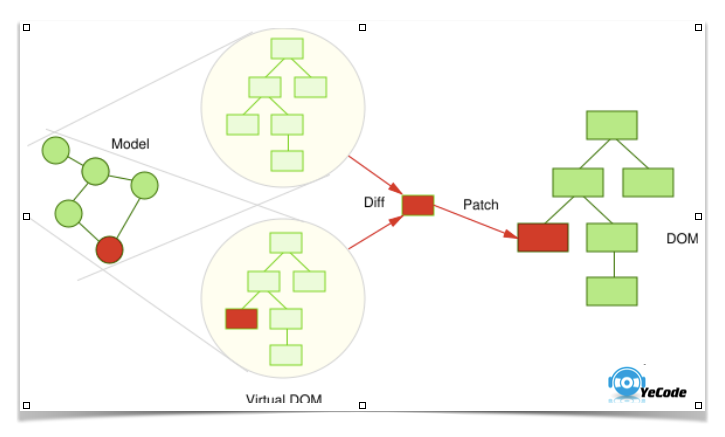 Model
Diff
Patch
DOM
Virtual DOM
YeCode